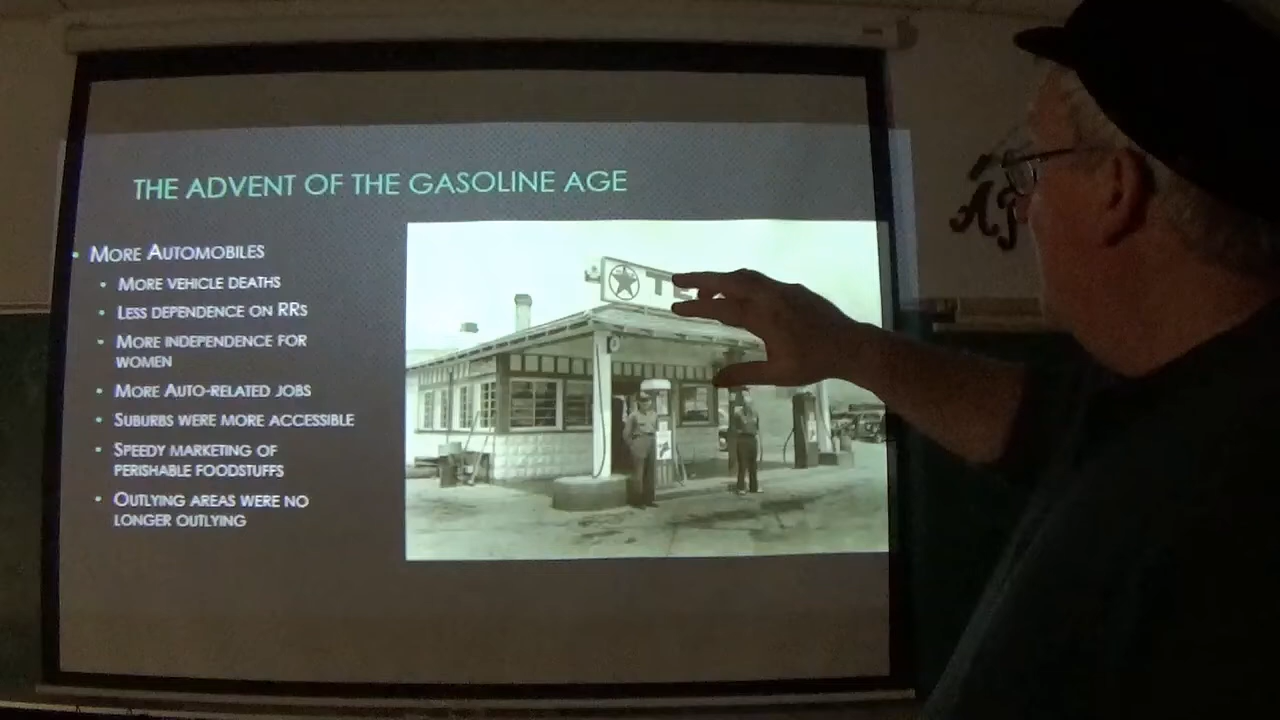 THE ADVENT OF THE GASOLINE AGE
• MORE AUTOMOBILES
• MORE VEHICLE DEATHS
• LESS DEPENDENCE ON RRS
• MORE INDEPENDENCE FOR
WOMEN
• MORE AUTO-RELATED JOBS
• SUBURBS WERE MORE ACCESSIBLE
• SPEEDY MARKETING OF
PERISHABLE FOODSTUFFS
• OUTLYING AREAS WERE NO
LONGER OUTLYING
TE